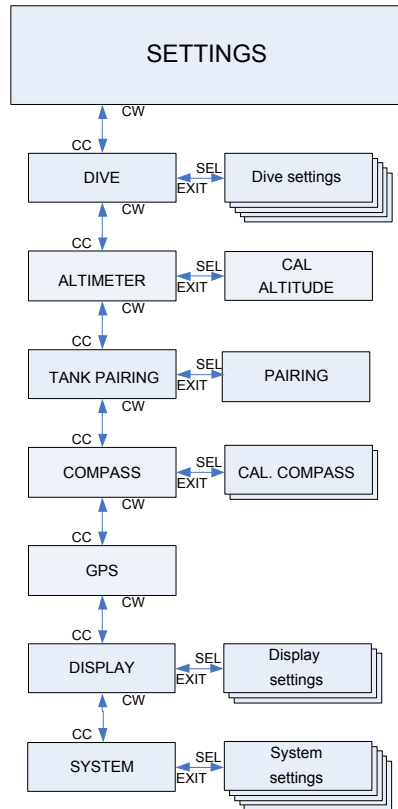 SETTINGS
CW
CC
DIVE
SEL
EXIT
Dive settings
CW
CC
ALTIMETER
SEL
EXIT
CAL
ALTITUDE
CW
CC
TANK PAIRING
SEL
EXIT
PAIRING
CW
CC
COMPASS
SEL
EXIT
CAL. COMPASS
CW
CC
GPS
CW
CC
DISPLAY
SEL
EXIT
Display
settings
CW
CC
SYSTEM
SEL
EXIT
System
settings